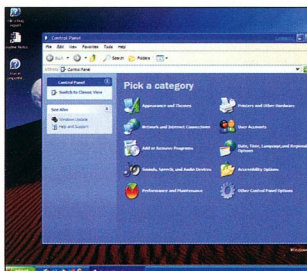 Control Panel
File Edit View Favorites Tools Help
Back Search Folders
Address Control Panel
Control Panel
Switch to Classic View
See Also
Windows Update
Help and Support
Pick a category
Appearance and Themes
Printers and Other Hardware
Network and Internet Connections
User Accounts
Add or Remove Programs
Date, Time, Language, and Regional
Options
Sounds, Speech, and Audio Devices
Accessibility Options
Performance and Maintenance
Other Control Panel Options